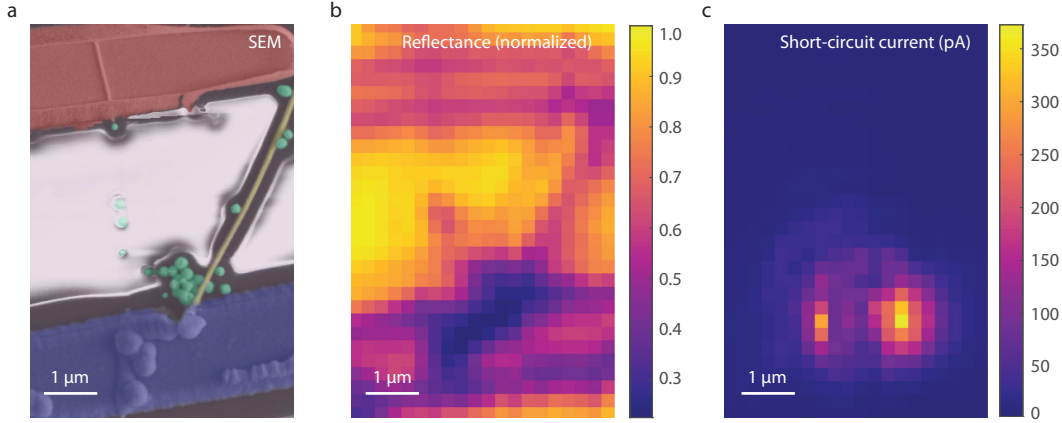 a
SEM
1 μm
b
Reflectance (normalized)
1 μm
1.0
0.9
0.8
0.7
0.6
0.5
0.4
0.3
c
Short-circuit current (pA)
1 μm
350
300
250
200
150
100
50
0